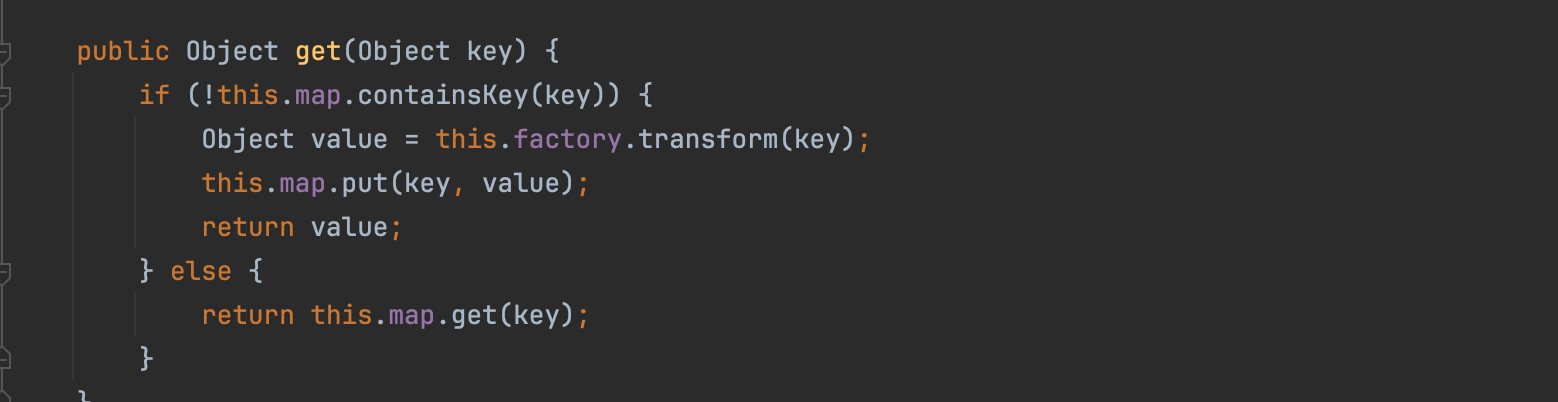 public Object get(Object key) {
if (!this.map.containsKey(key)) {
Object value = this.factory.transform(key);
this.map.put(key, value);
return value;
} else {
return this.map.get(key);
}
}